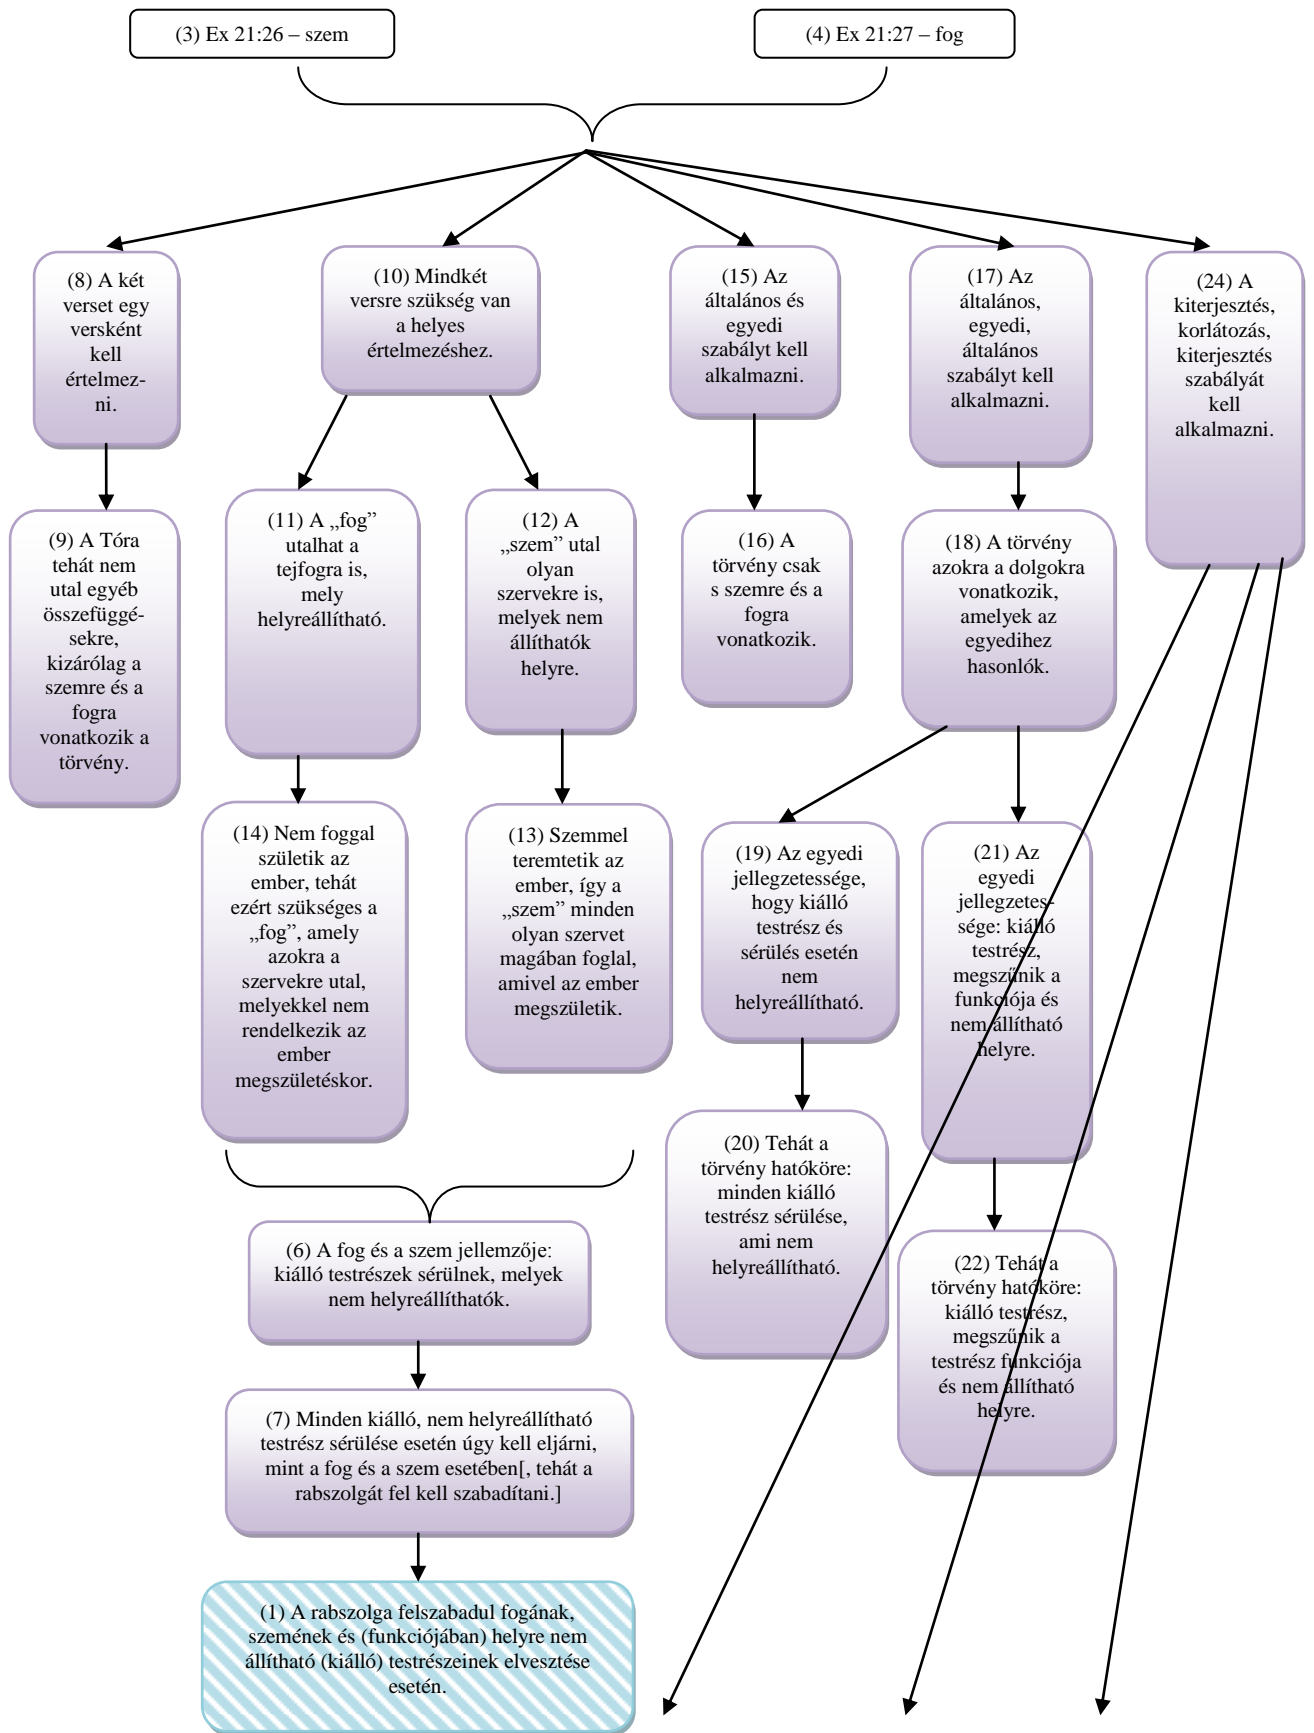 (3) Ex 21:26 – szem
(4) Ex 21:27 – fog
(8) A két
verset egy
versként
kell
értelmez-
ni.
(10) Mindkét
versre szükség van
a helyes
értelmezéshez.
(15) Az
általános és
egyedi
szabályt kell
alkalmazni.
(17) Az
általános,
egyedi,
általános
szabályt kell
alkalmazni.
(24) A
kiterjesztés,
korlátozás,
kiterjesztés
szabályát
kell
alkalmazni.
(9) A Tóra
tehát nem
utal egyéb
összefüggé-
sekre,
kizárólag a
szemre és a
fogra
vonatkozik a
törvény.
(11) A „fog”
utalhat a
tejfogra is,
mely
helyreállítható.
(12) A
„szem” utal
olyan
szervekre is,
melyek nem
állíthatók
helyre.
(16) A
törvény csak
s szemre és a
fogra
vonatkozik.
(18) A törvény
azokra a dolgokra
vonatkozik,
amelyek az
egyedihez
hasonlók.
(14) Nem foggal
születik az
ember, tehát
ezért szükséges a
„fog”, amely
azokra a
szervekre utal,
melyekkel nem
rendelkezik az
ember
megszületéskor.
(13) Szemmel
teremtetik az
ember, így a
„szem” minden
olyan szervet
magában foglal,
amivel az ember
megszületik.
(19) Az egyedi
jellegzetessége,
hogy kiálló
testrész és
sérülés esetén
nem
helyreállítható.
(21) Az
egyedi
jellegzetes-
sége: kiálló
testrész,
megszűnik a
funkciója és
nem állítható
helyre.
(20) Tehát a
törvény hatóköre:
minden kiálló
testrész sérülése,
ami nem
helyreállítható.
(22) Tehát a
törvény hatóköre:
kiálló testrész,
megszűnik a
testrész funkciója
és nem állítható
helyre.
(6) A fog és a szem jellemzője:
kiálló testrészek sérülnek, melyek
nem helyreállíthatók.
(7) Minden kiálló, nem helyreállítható
testrész sérülése esetén úgy kell eljárni,
mint a fog és a szem esetében[, tehát a
rabszolgát fel kell szabadítani.]
(1) A rabszolga felszabadul fogának,
szemének és (funkciójában) helyre nem
állítható (kiálló) testrészeinek elvesztése
esetén.